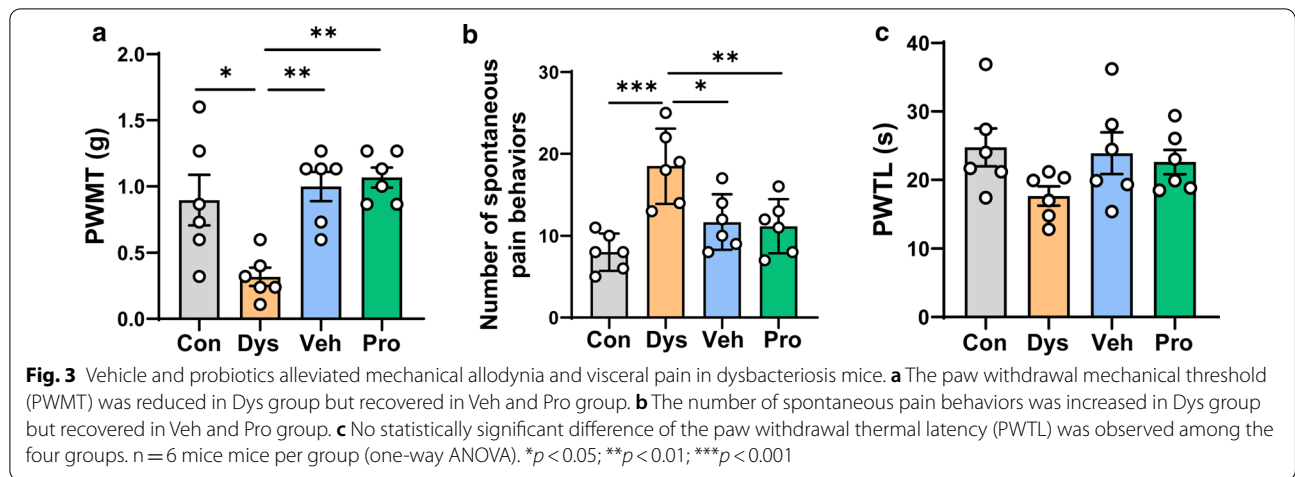 a
PWMT (g)
2.0
1.5
1.0
0.5
0.0
* ** **
Con Dys Veh Pro
b
Number of spontaneous
pain behaviors
30
20
10
0
*** * **
Con Dys Veh Pro
c
PWTL (s)
40
30
20
10
0
Con Dys Veh Pro
Fig. 3 Vehicle and probiotics alleviated mechanical allodynia and visceral pain in dysbacteriosis mice. a The paw withdrawal mechanical threshold
(PWMT) was reduced in Dys group but recovered in Veh and Pro group. b The number of spontaneous pain behaviors was increased in Dys group
but recovered in Veh and Pro group. c No statistically significant difference of the paw withdrawal thermal latency (PWTL) was observed among the
four groups. n = 6 mice mice per group (one-way ANOVA). *p < 0.05; **p < 0.01; ***p < 0.001